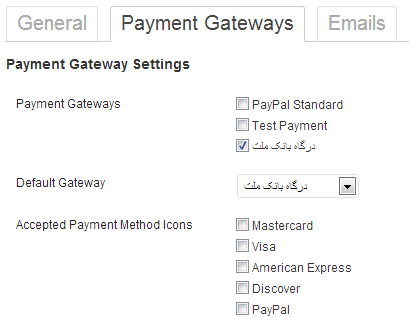 General Payment Gateways Emails
Payment Gateway Settings
Payment Gateways PayPal Standard
Test Payment
درگاه بانک ملت
Default Gateway درگاه بانک ملت
Accepted Payment Method Icons Mastercard
Visa
American Express
Discover
PayPal